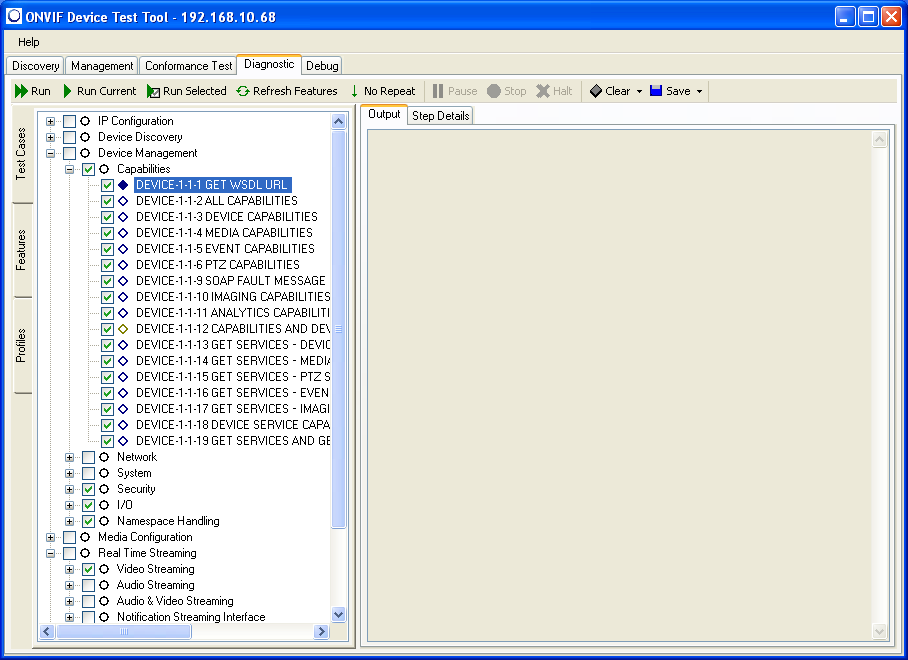 ONVIF Device Test Tool - 192.168.10.68
Help
Discovery Management Conformance Test Diagnostic Debug
Run Run Current Run Selected Refresh Features No Repeat Pause Stop Halt Clear Save
Test Cases
Features
Profiles
IP Configuration
Device Discovery
Device Management
Capabilities
DEVICE-1-1-1 GET WSDL URL
DEVICE-1-1-2 ALL CAPABILITIES
DEVICE-1-1-3 DEVICE CAPABILITIES
DEVICE-1-1-4 MEDIA CAPABILITIES
DEVICE-1-1-5 EVENT CAPABILITIES
DEVICE-1-1-6 PTZ CAPABILITIES
DEVICE-1-1-9 SOAP FAULT MESSAGE
DEVICE-1-1-10 IMAGING CAPABILITIES
DEVICE-1-1-11 ANALYTICS CAPABILITI
DEVICE-1-1-12 CAPABILITIES AND DEV
DEVICE-1-1-13 GET SERVICES - DEVIC
DEVICE-1-1-14 GET SERVICES - MEDIA
DEVICE-1-1-15 GET SERVICES - PTZ S
DEVICE-1-1-16 GET SERVICES - EVEN
DEVICE-1-1-17 GET SERVICES - IMAGI
DEVICE-1-1-18 DEVICE SERVICE CAPA
DEVICE-1-1-19 GET SERVICES AND GE
Network
System
Security
I/O
Namespace Handling
Media Configuration
Real Time Streaming
Video Streaming
Audio Streaming
Audio & Video Streaming
Notification Streaming Interface
Output Step Details